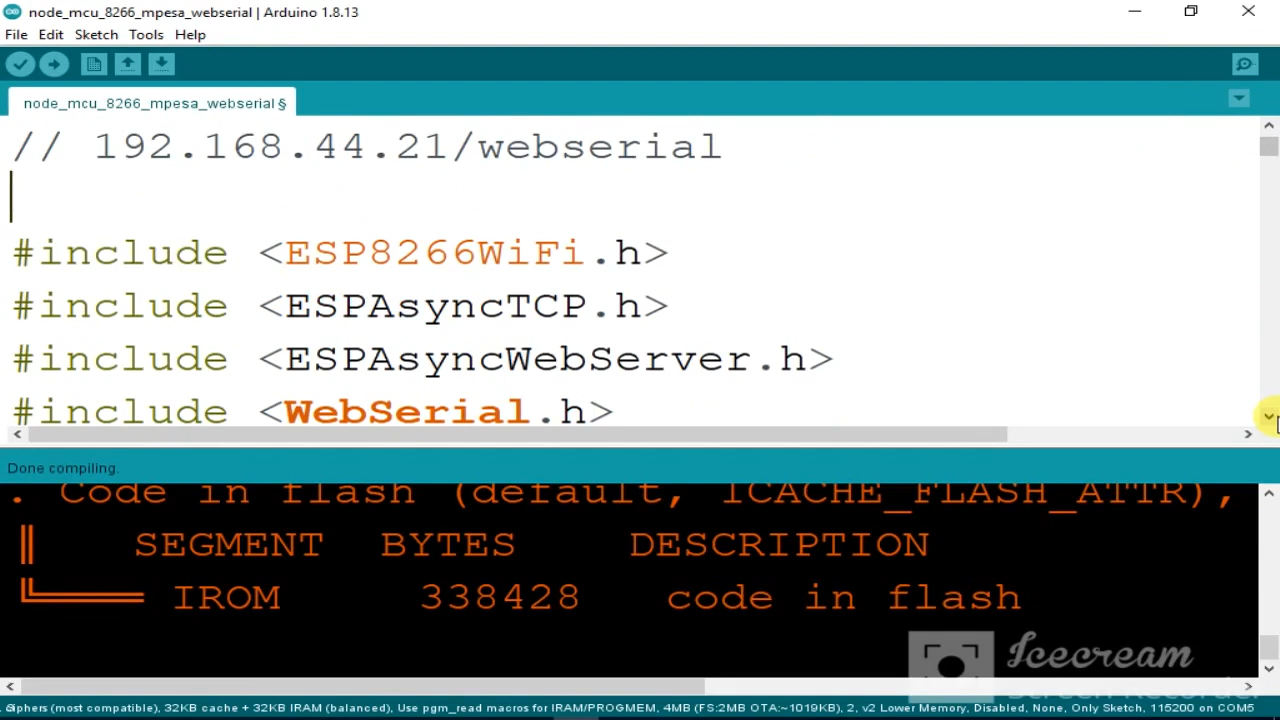 node_mcu_8266_mpesa_webserial | Arduino 1.8.13
File Edit Sketch Tools Help
node_mcu_8266_mpesa_webserial §
// 192.168.44.21/webserial
#include <ESP8266WiFi.h>
#include <ESPAsyncTCP.h>
#include <ESPAsyncWebServer.h>
#include <WebSerial.h>
Done compiling.
. Code in flash (default, ICACHE_FLASH_ATTR),
║ SEGMENT BYTES DESCRIPTION
╚════ IROM 338428 code in flash
Icecream
Screen Recorder
Ciphers (most compatible), 32KB cache + 32KB IRAM (balanced), Use pgm_read macros for IRAM/PROGMEM, 4MB (FS:2MB OTA:~1019KB), 2, v2 Lower Memory, Disabled, None, Only Sketch, 115200 on COM5